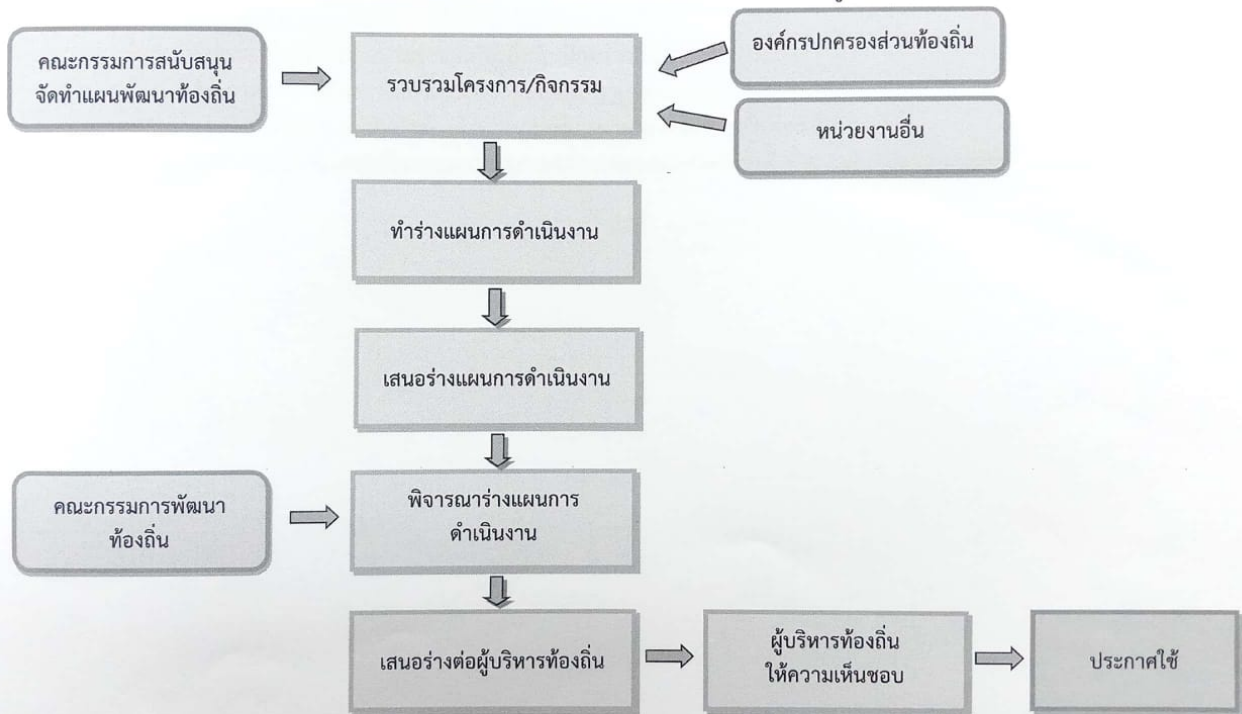 องค์กรปกครองส่วนท้องถิ่น
คณะกรรมการสนับสนุน
จัดทำแผนพัฒนาท้องถิ่น
รวบรวมโครงการ/กิจกรรม
หน่วยงานอื่น
ทำร่างแผนการดำเนินงาน
เสนอร่างแผนการดำเนินงาน
คณะกรรมการพัฒนา
ท้องถิ่น
พิจารณาร่างแผนการ
ดำเนินงาน
เสนอร่างต่อผู้บริหารท้องถิ่น
ผู้บริหารท้องถิ่น
ให้ความเห็นชอบ
ประกาศใช้